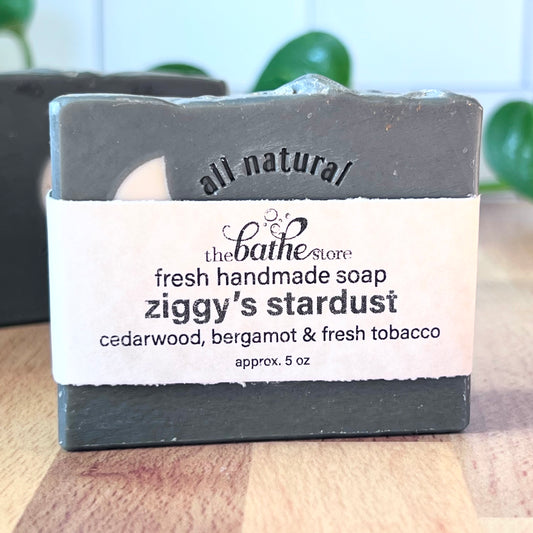 all natural
the bathe store
fresh handmade soap
ziggy's stardust
cedarwood, bergamot & fresh tobacco
approx. 5 oz